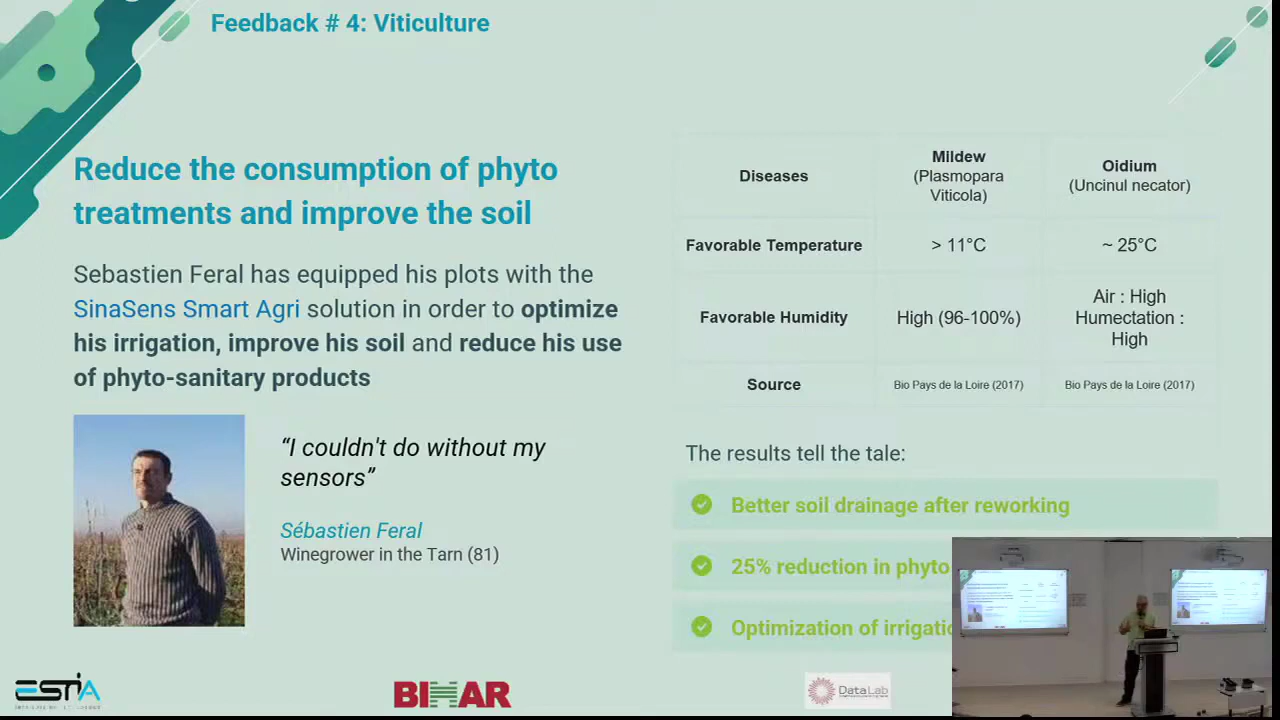 Feedback # 4: Viticulture
Reduce the consumption of phyto
treatments and improve the soil
Sebastien Feral has equipped his plots with the
SinaSens Smart Agri solution in order to optimize
his irrigation, improve his soil and reduce his use
of phyto-sanitary products
“I couldn't do without my
sensors”
Sébastien Feral
Winegrower in the Tarn (81)
Diseases
Mildew
(Plasmopara
Viticola)
Oidium
(Uncinul necator)
Favorable Temperature
> 11°C
~ 25°C
Favorable Humidity
High (96-100%)
Air : High
Humectation :
High
Source
Bio Pays de la Loire (2017)
Bio Pays de la Loire (2017)
The results tell the tale:
Better soil drainage after reworking
25% reduction in phyto
Optimization of
ESTIA
BIHAR
DataLab